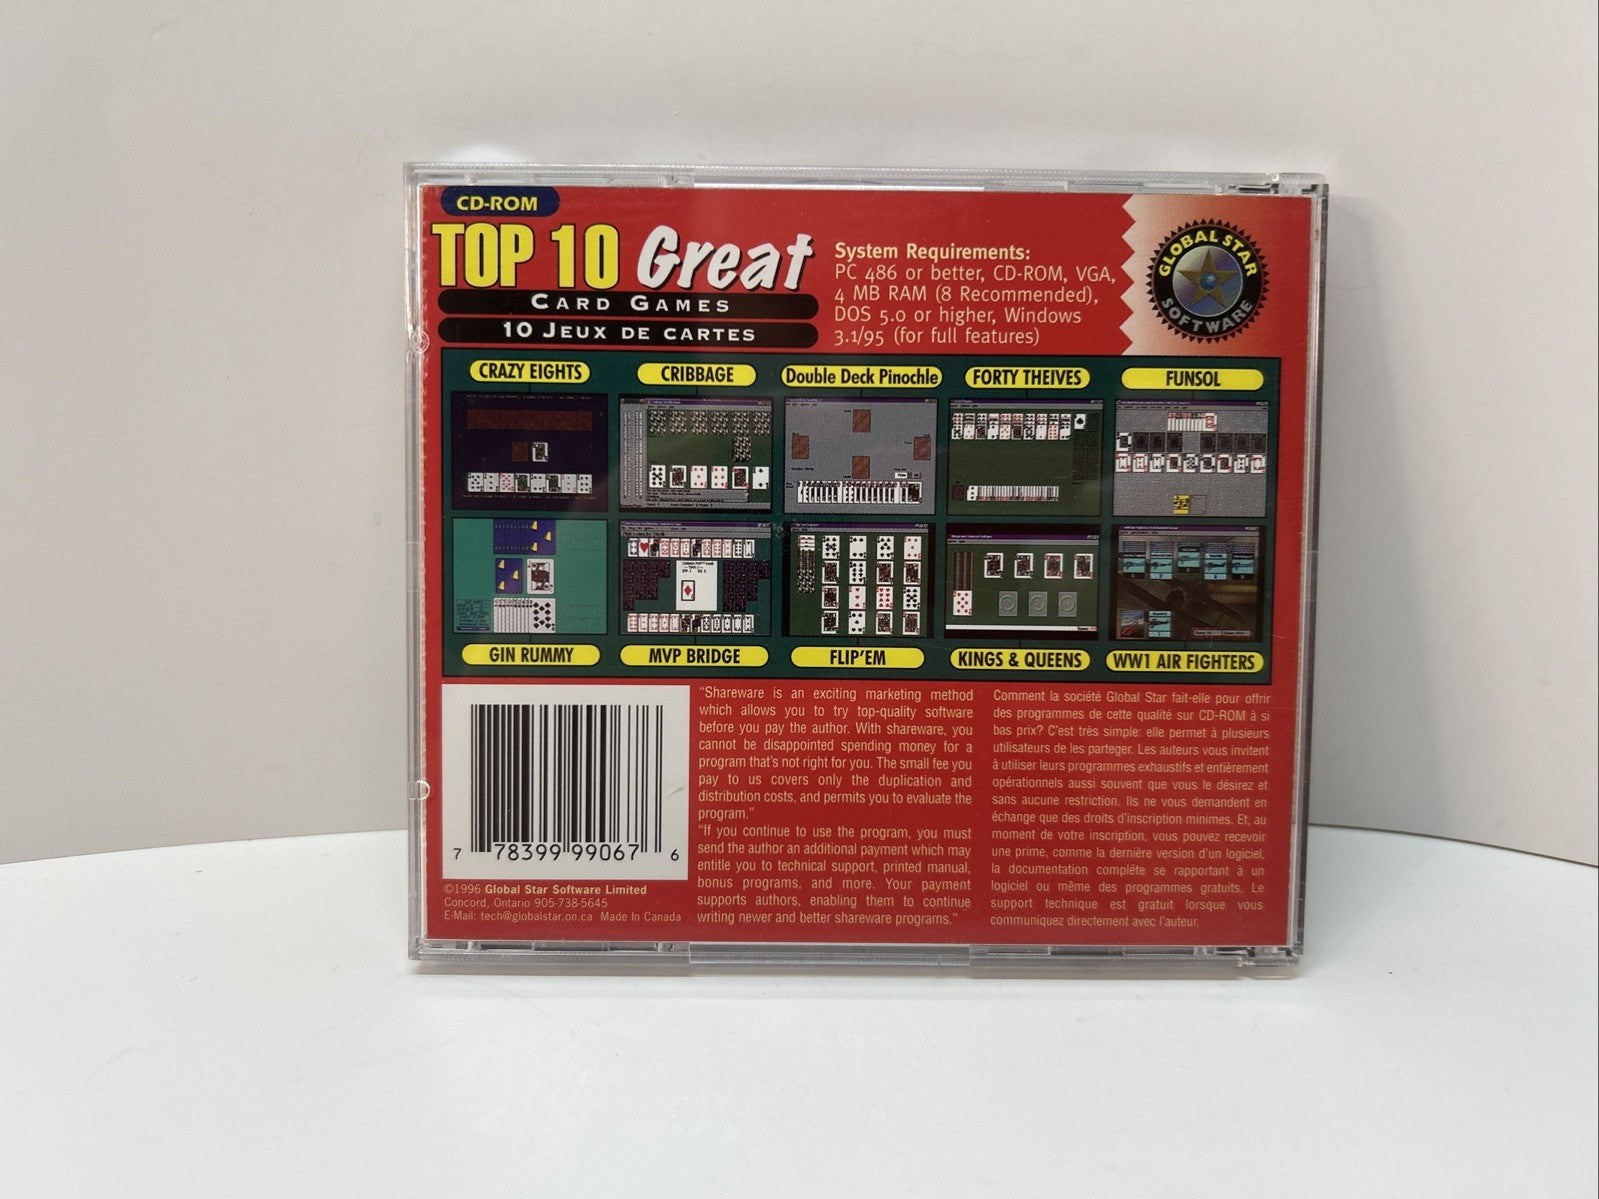 CD-ROM
TOP 10 Great
CARD GAMES
10 JEUX DE CARTES
System Requirements:
PC 486 or better, CD-ROM, VGA,
4 MB RAM (8 Recommended),
DOS 5.0 or higher, Windows
3.1/95 (for full features)
GLOBAL STAR
SOFTWARE
CRAZY EIGHTS
CRIBBAGE
Double Deck Pinochle
FORTY THEIVES
FUNSOL
GIN RUMMY
MVP BRIDGE
FLIP'EM
KINGS & QUEENS
WW1 AIR FIGHTERS
7 78399 99067 6
©1996 Global Star Software Limited
Concord, Ontario 905-738-5645
E-Mail: tech@globalstar.on.ca Made In Canada
"Shareware is an exciting marketing method
which allows you to try top-quality software
before you pay the author. With shareware, you
cannot be disappointed spending money for a
program that's not right for you. The small fee you
pay to us covers only the duplication and
distribution costs, and permits you to evaluate the
program."
"If you continue to use the program, you must
send the author an additional payment which may
entitle you to technical support, printed manual,
bonus programs, and more. Your payment
supports authors, enabling them to continue
writing newer and better shareware programs."
Comment la société Global Star fait-elle pour offrir
des programmes de cette qualité sur CD-ROM à si
bas prix? C'est très simple: elle permet à plusieurs
utilisateurs de les parteger. Les auteurs vous invitent
à utiliser leurs programmes exhaustifs et entièrement
opérationnels aussi souvent que vous le désirez et
sans aucune restriction. Ils ne vous demandent en
échange que des droits d'inscription minimes. Et, au
moment de votre inscription, vous pouvez recevoir
une prime, comme la dernière version d'un logiciel,
la documentation complète se rapportant à un
logiciel ou même des programmes gratuits. Le
support technique est gratuit lorsque vous
communiquez directement avec l'auteur.